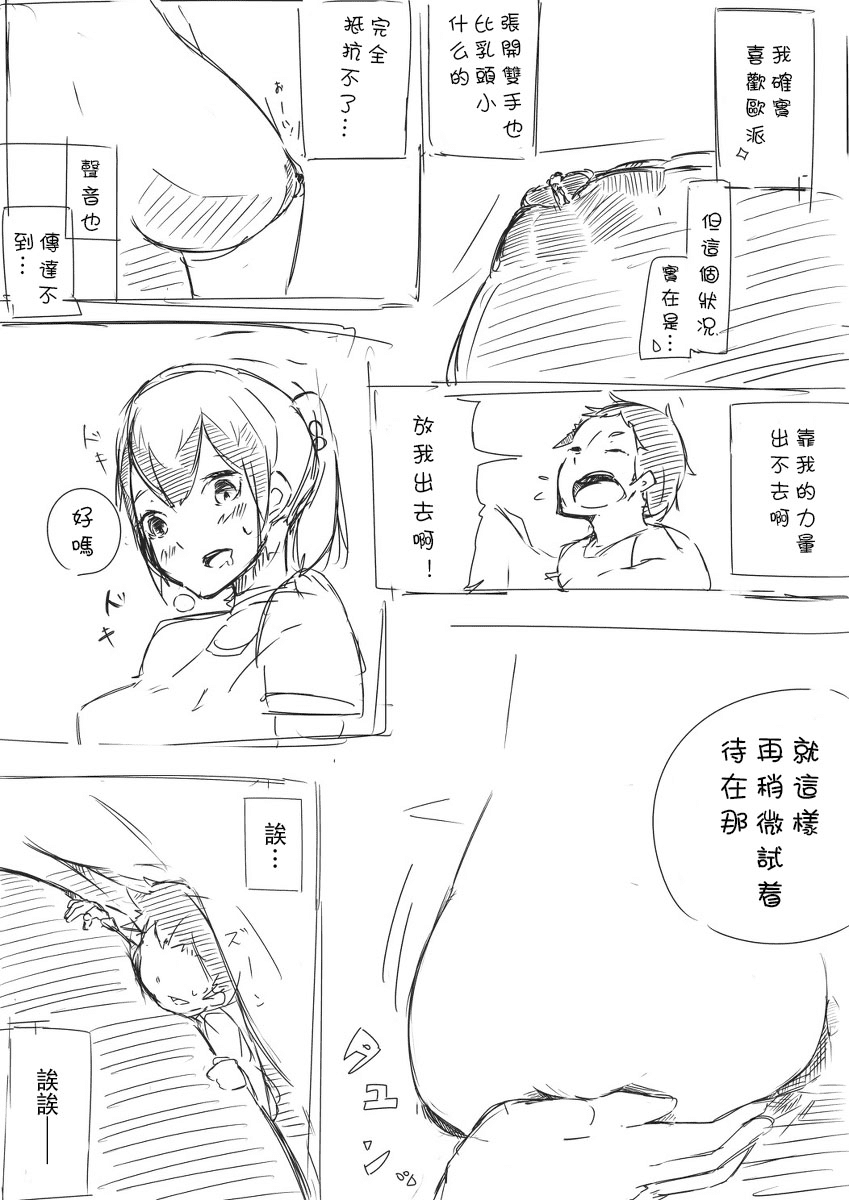 我確實
喜歡歐派
但這個狀況
實在是…
張開雙手也
比乳頭小
什么的
完全
抵抗不了…
おーい
聲音也
傳達不
到…
靠我的力量
出不去啊
放我出去啊！
ドキ
好嗎
ドキ
就這樣
再稍微試着
待在那
タユン
誒…
ズ
誒誒——